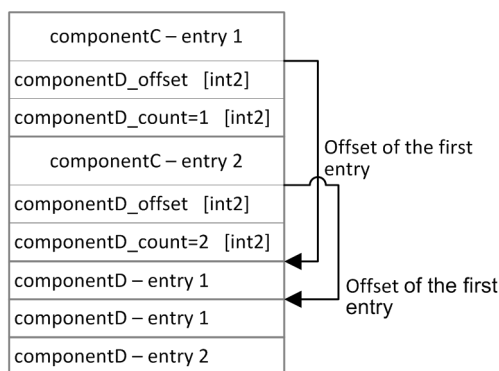 componentC – entry 1
componentD_offset [int2]
componentD_count=1 [int2]
componentC – entry 2
componentD_offset [int2]
componentD_count=2 [int2]
componentD – entry 1
componentD – entry 1
componentD – entry 2
Offset of the first
entry
Offset of the first
entry